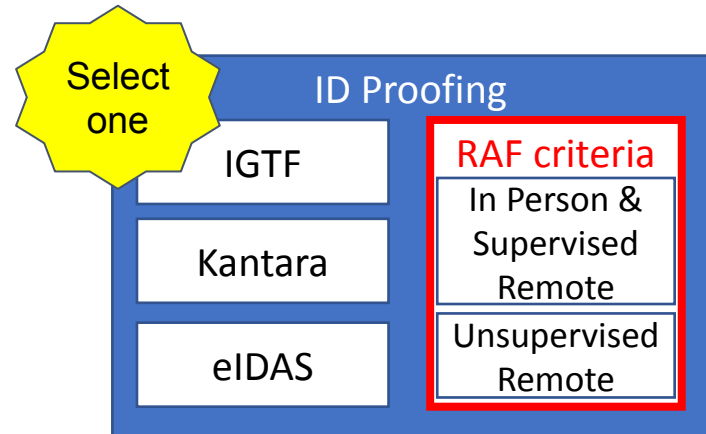 Select
one
ID Proofing
IGTF
Kantara
eIDAS
RAF criteria
In Person &
Supervised
Remote
Unsupervised
Remote